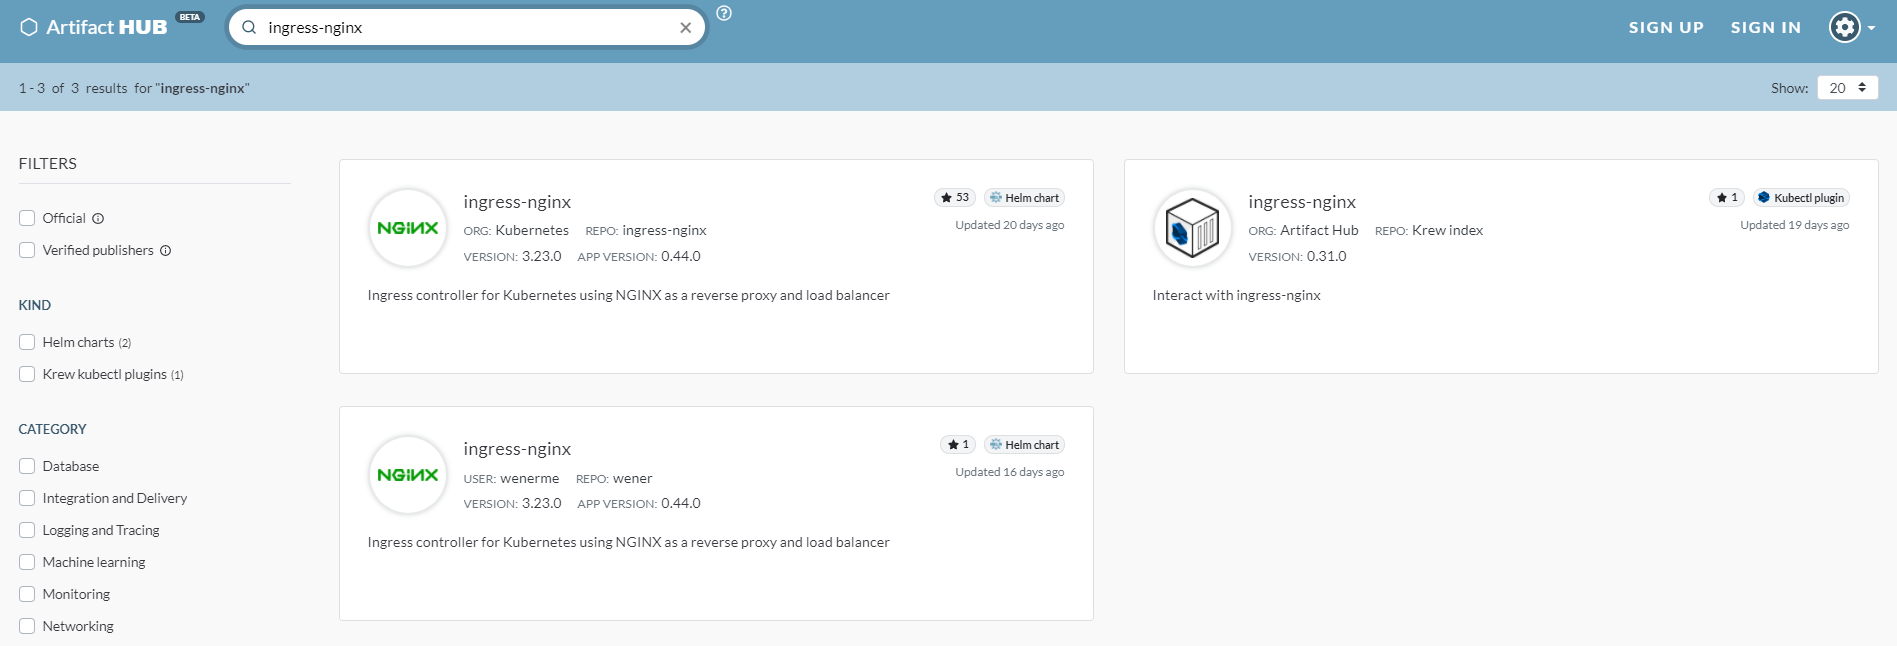 Artifact HUB BETA
ingress-nginx
SIGN UP SIGN IN
1 - 3 of 3 results for "ingress-nginx"
Show: 20
FILTERS
Official
Verified publishers
KIND
Helm charts (2)
Krew kubectl plugins (1)
CATEGORY
Database
Integration and Delivery
Logging and Tracing
Machine learning
Monitoring
Networking
NGINX
ingress-nginx
53 Helm chart
ORG: Kubernetes REPO: ingress-nginx
Updated 20 days ago
VERSION: 3.23.0 APP VERSION: 0.44.0
Ingress controller for Kubernetes using NGINX as a reverse proxy and load balancer
ingress-nginx
1 Kubectl plugin
ORG: Artifact Hub REPO: Krew index
Updated 19 days ago
VERSION: 0.31.0
Interact with ingress-nginx
NGINX
ingress-nginx
1 Helm chart
USER: wenerme REPO: wener
Updated 16 days ago
VERSION: 3.23.0 APP VERSION: 0.44.0
Ingress controller for Kubernetes using NGINX as a reverse proxy and load balancer